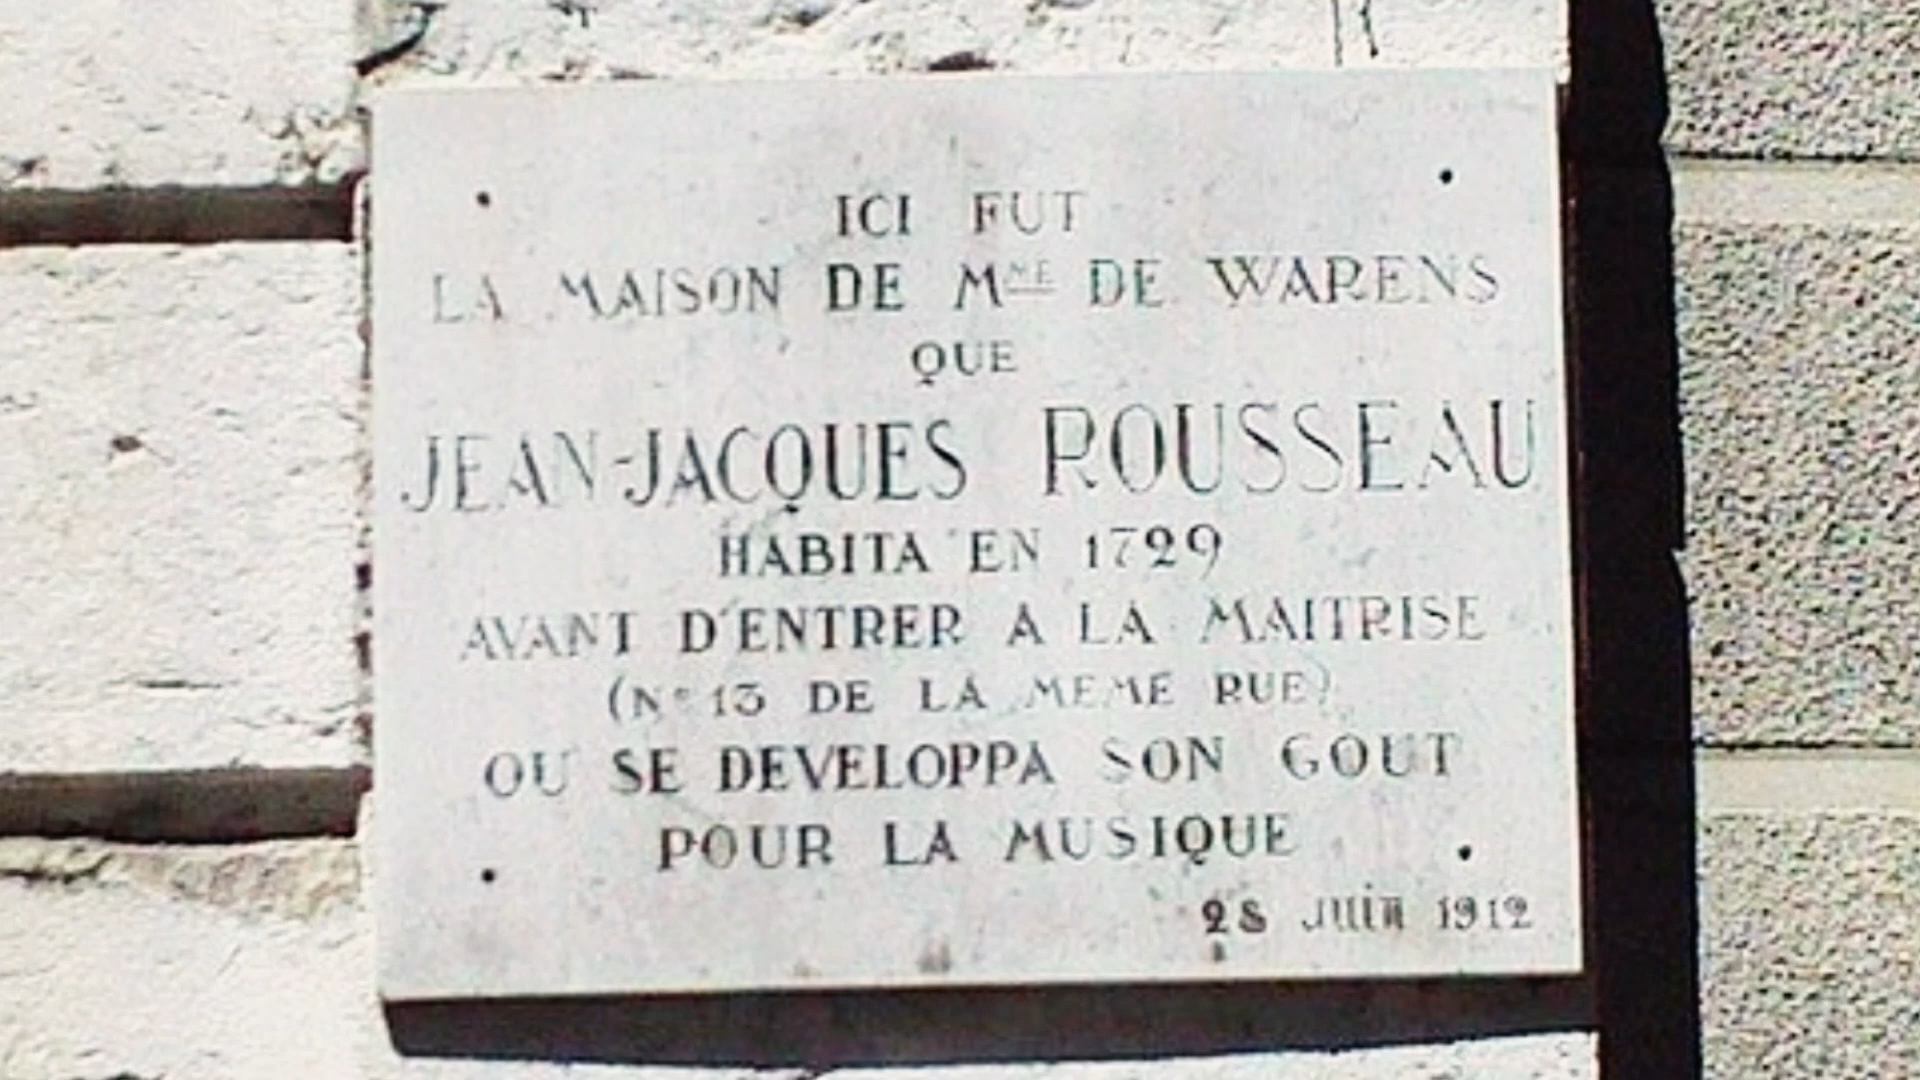 ICI FUT
LA MAISON DE MME DE WARENS
QUE
JEAN-JACQUES ROUSSEAU
HABITA EN 1729
AVANT D'ENTRER A LA MAITRISE
(N° 13 DE LA MEME RUE)
OU SE DEVELOPPA SON GOUT
POUR LA MUSIQUE
28 JUIN 1912